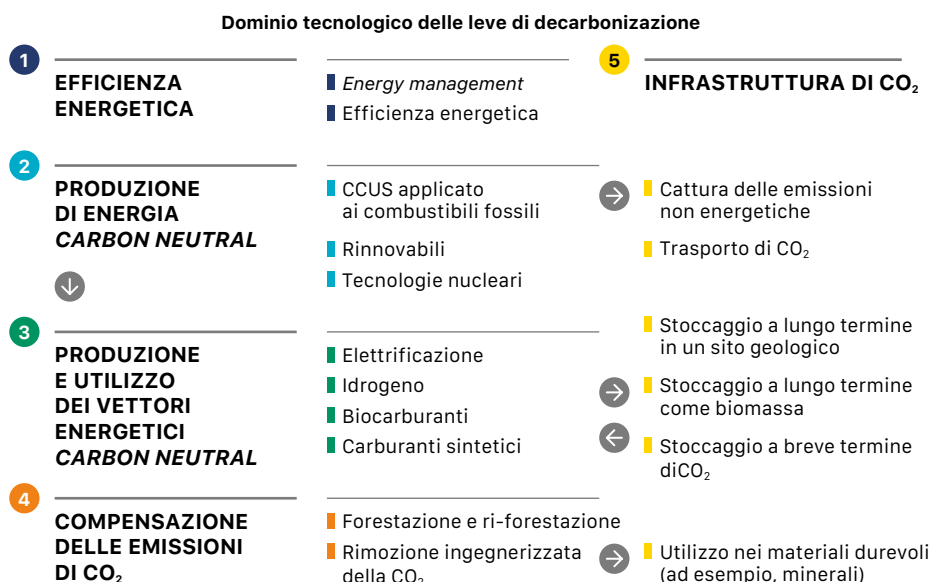 Dominio tecnologico delle leve di decarbonizzazione
1
EFFICIENZA
ENERGETICA
Energy management
Efficienza energetica
5
INFRASTRUTTURA DI CO₂
2
PRODUZIONE
DI ENERGIA
CARBON NEUTRAL
CCUS applicato
ai combustibili fossili
Rinnovabili
Tecnologie nucleari
Cattura delle emissioni
non energetiche
Trasporto di CO₂
3
PRODUZIONE
E UTILIZZO
DEI VETTORI
ENERGETICI
CARBON NEUTRAL
Elettrificazione
Idrogeno
Biocarburanti
Carburanti sintetici
Stoccaggio a lungo termine
in un sito geologico
Stoccaggio a lungo termine
come biomassa
Stoccaggio a breve termine
diCO₂
4
COMPENSAZIONE
DELLE EMISSIONI
DI CO₂
Forestazione e ri-forestazione
Rimozione ingegnerizzata
della CO₂
Utilizzo nei materiali durevoli
(ad esempio, minerali)